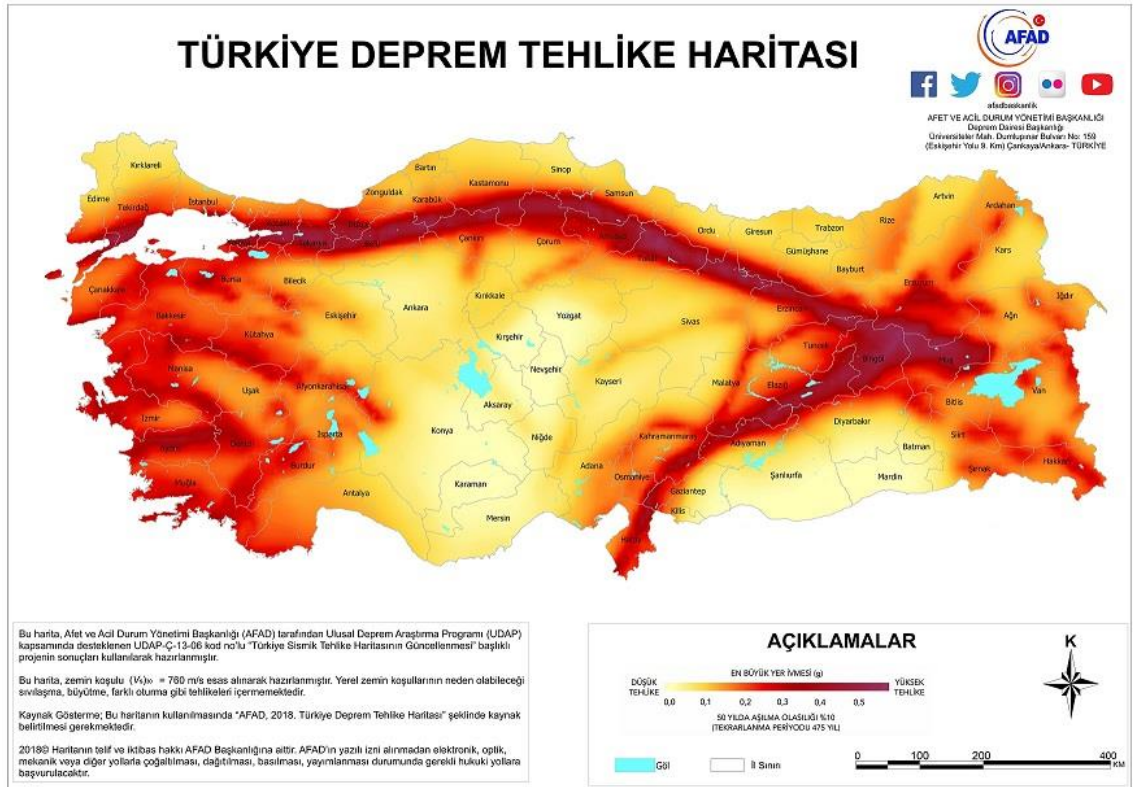 TÜRKİYE DEPREM TEHLİKE HARİTASI
AFAD
afadbaskanlik
AFET VE ACİL DURUM YÖNETİMİ BAŞKANLIĞI
Deprem Dairesi Başkanlığı
Üniversiteler Mah. Dumlupınar Bulvarı No: 159
(Eskişehir Yolu 9. Km) Çankaya/Ankara- TÜRKİYE
Kırklareli
Edirne
Tekirdağ
İstanbul
Zonguldak
Bartın
Karabük
Kastamonu
Sinop
Samsun
Ordu
Giresun
Trabzon
Rize
Artvin
Ardahan
Kars
Gümüşhane
Bayburt
Erzurum
Iğdır
Ağrı
Çanakkale
Balıkesir
Bursa
Bilecik
Eskişehir
Kütahya
Ankara
Çankırı
Çorum
Kırıkkale
Yozgat
Kırşehir
Sivas
Erzincan
Tunceli
Bingöl
Muş
Van
Bitlis
Manisa
Uşak
Afyonkarahisar
İzmir
Denizli
Isparta
Burdur
Muğla
Antalya
Konya
Aksaray
Nevşehir
Niğde
Kayseri
Malatya
Elazığ
Diyarbakır
Batman
Siirt
Şırnak
Hakkari
Mardin
Şanlıurfa
Adıyaman
Kahramanmaraş
Gaziantep
Kilis
Osmaniye
Adana
Hatay
Karaman
Mersin
Bu harita, Afet ve Acil Durum Yönetimi Başkanlığı (AFAD) tarafından Ulusal Deprem Araştırma Programı (UDAP)
kapsamında desteklenen UDAP-Ç-13-06 kod no'lu "Türkiye Sismik Tehlike Haritasının Güncellenmesi" başlıklı
projenin sonuçları kullanılarak hazırlanmıştır.
Bu harita, zemin koşulu (Vs)30 = 760 m/s esas alınarak hazırlanmıştır. Yerel zemin koşullarının neden olabileceği
sıvılaşma, büyütme, farklı oturma gibi tehlikeleri içermemektedir.
Kaynak Gösterme; Bu haritanın kullanılmasında "AFAD, 2018. Türkiye Deprem Tehlike Haritası" şeklinde kaynak
belirtilmesi gerekmektedir.
2018© Haritanın telif ve iktibas hakkı AFAD Başkanlığına aittir. AFAD'ın yazılı izni alınmadan elektronik, optik,
mekanik veya diğer yollarla çoğaltılması, dağıtılması, basılması, yayımlanması durumunda gerekli hukuki yollara
başvurulacaktır.
AÇIKLAMALAR
EN BÜYÜK YER İVMESİ (g)
DÜŞÜK TEHLİKE
YÜKSEK TEHLİKE
0,0 0,1 0,2 0,3 0,4 0,5
50 YILDA AŞILMA OLASILIĞI %10
(TEKRARLANMA PERİYODU 475 YIL)
Göl
İl Sınırı
K
0 100 200 400
KM